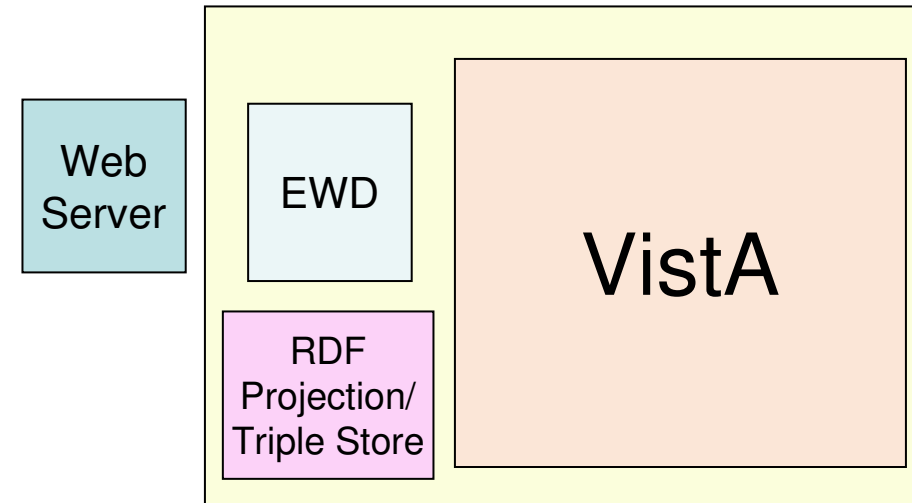 Web
Server
EWD
RDF
Projection/
Triple Store
VistA